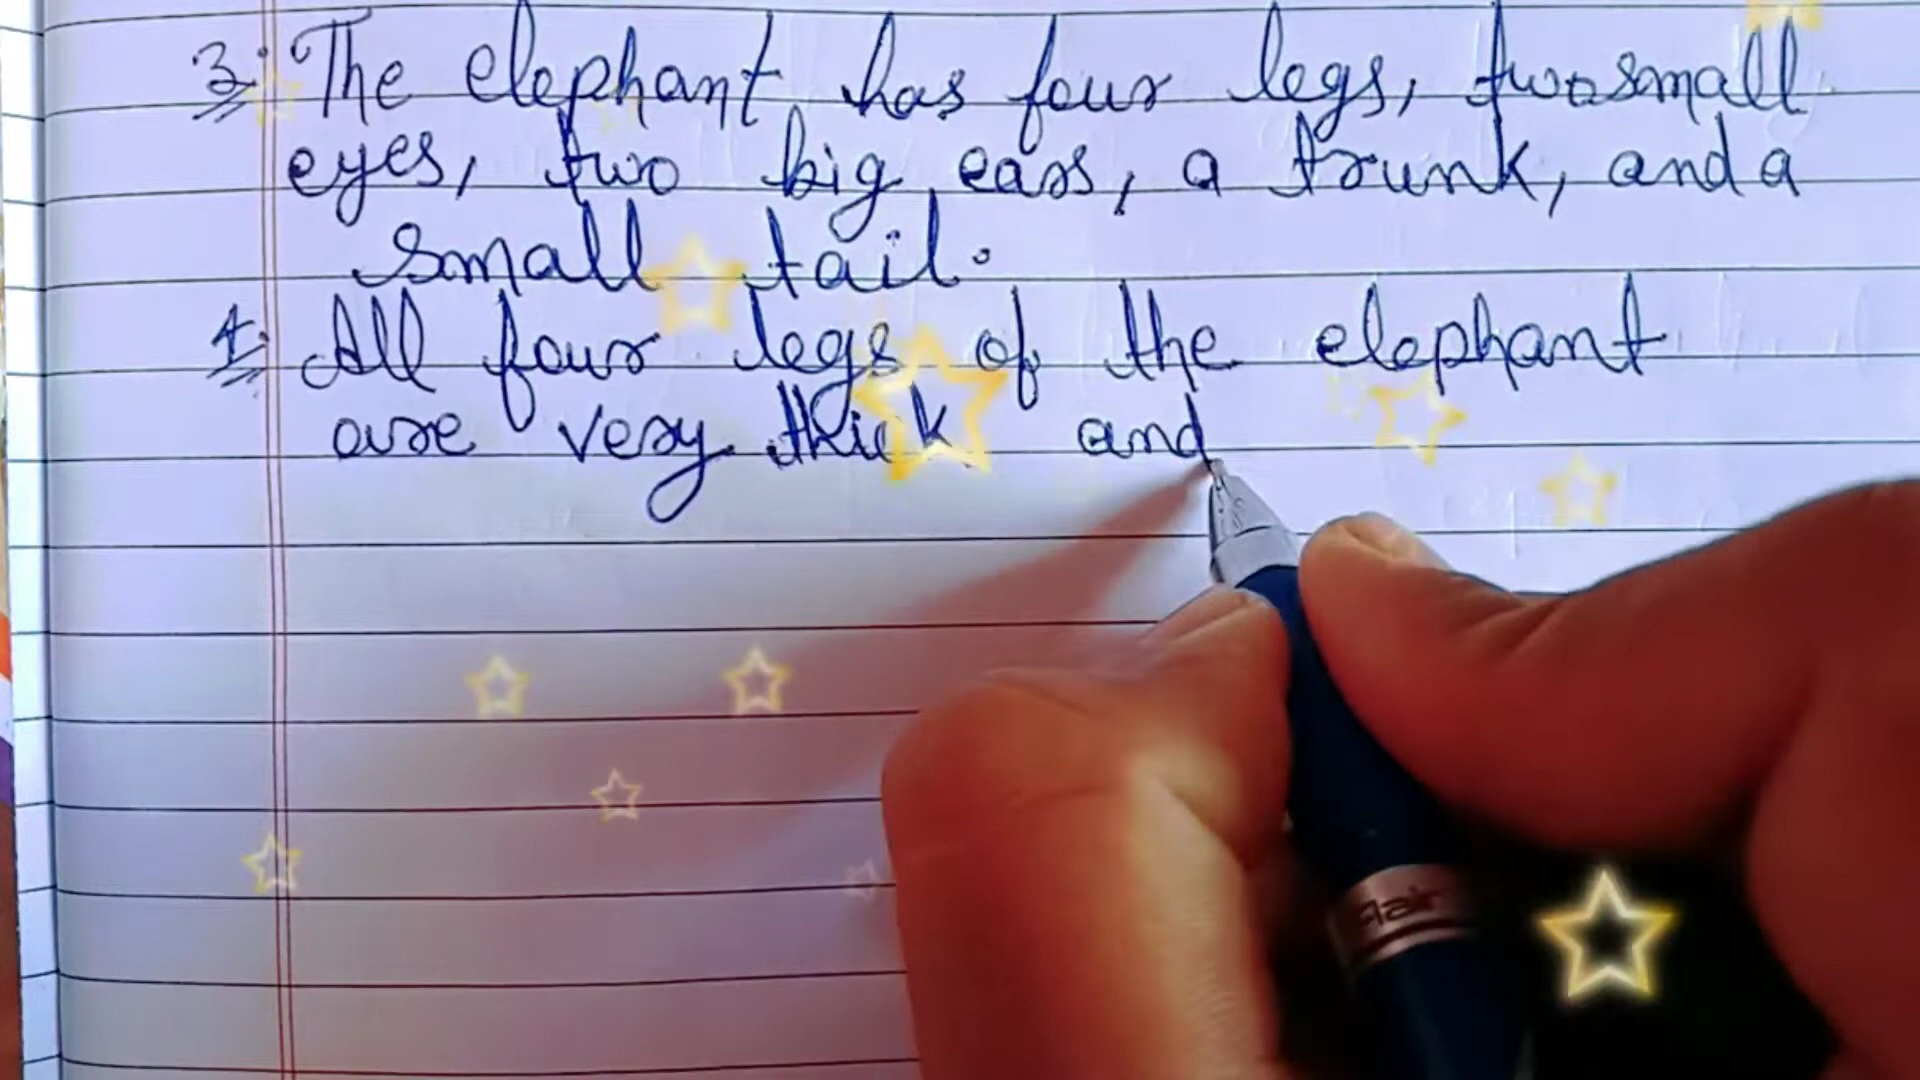 3. The elephant has four legs, two small
eyes, two big ears, a trunk, and a
small tail.
4. All four legs of the elephant
are very thick and
Flair